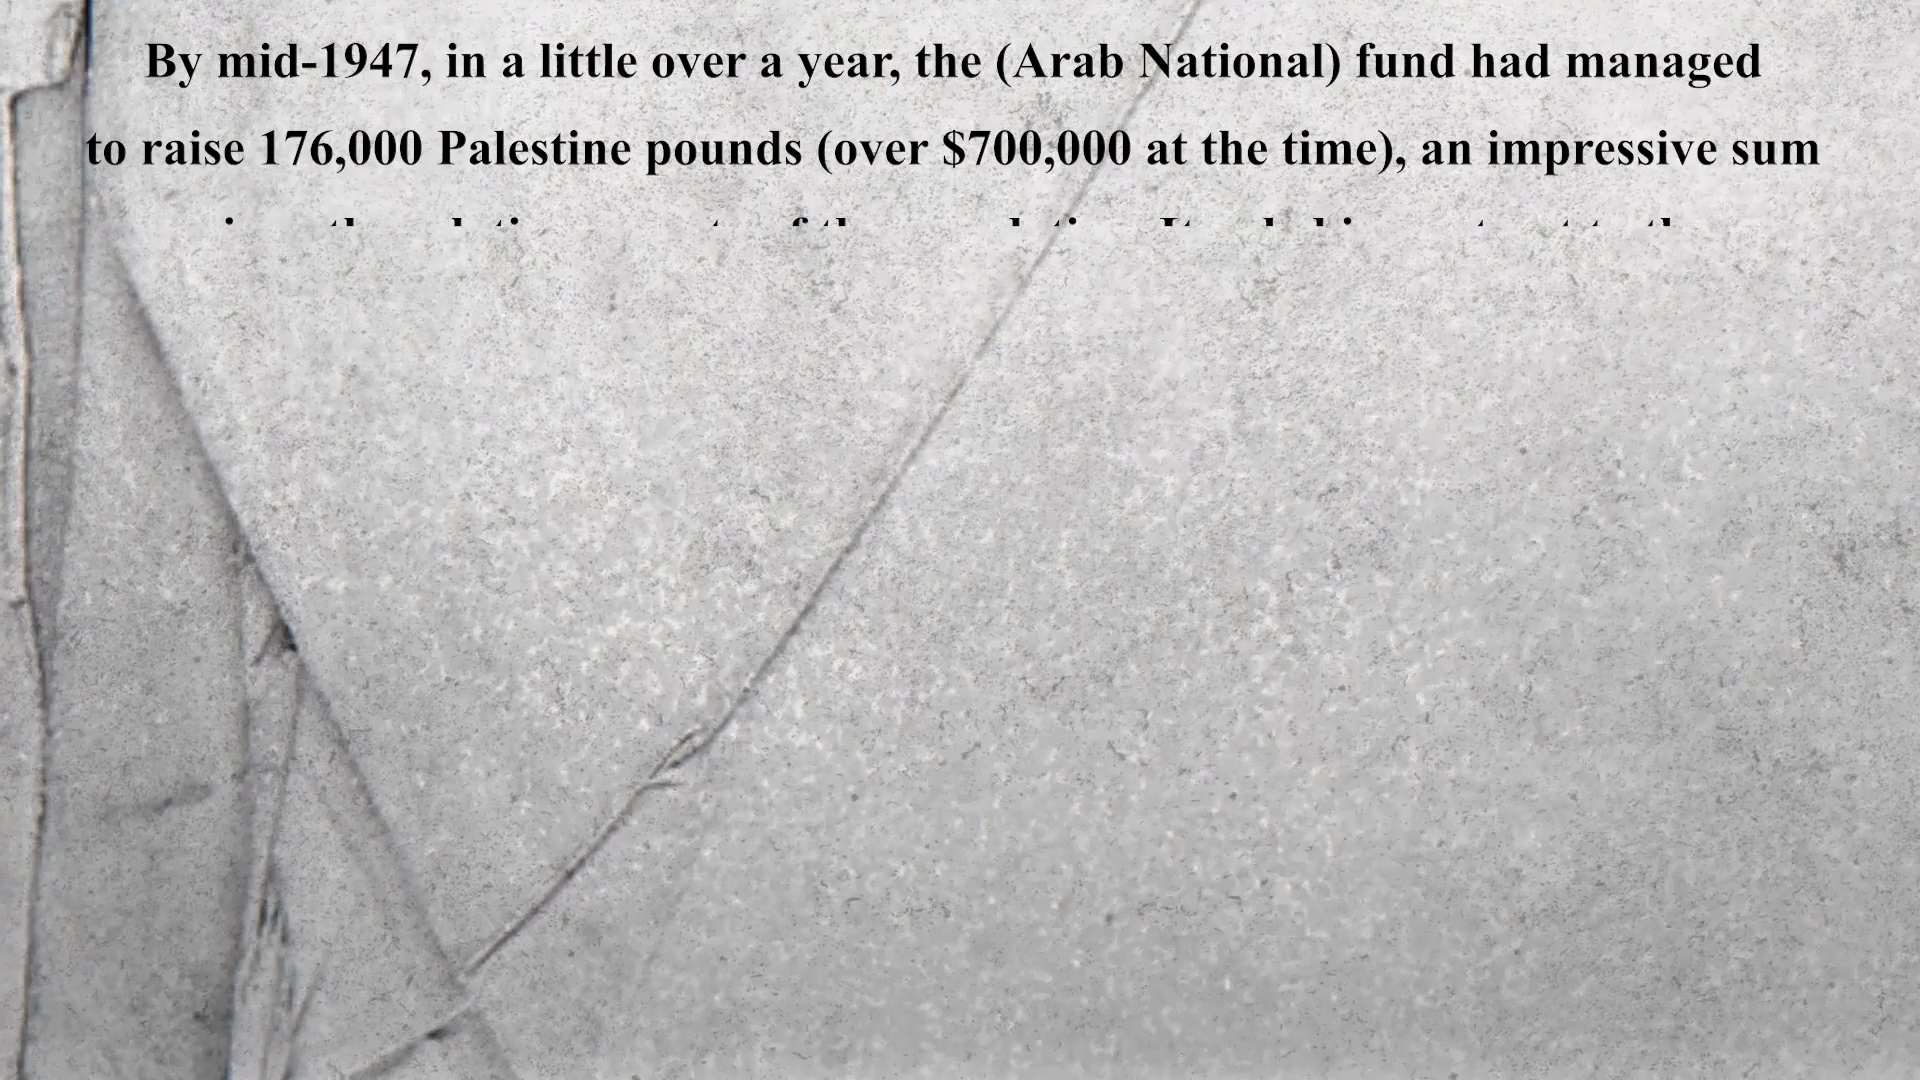 By mid-1947, in a little over a year, the (Arab National) fund had managed
to raise 176,000 Palestine pounds (over $700,000 at the time), an impressive sum